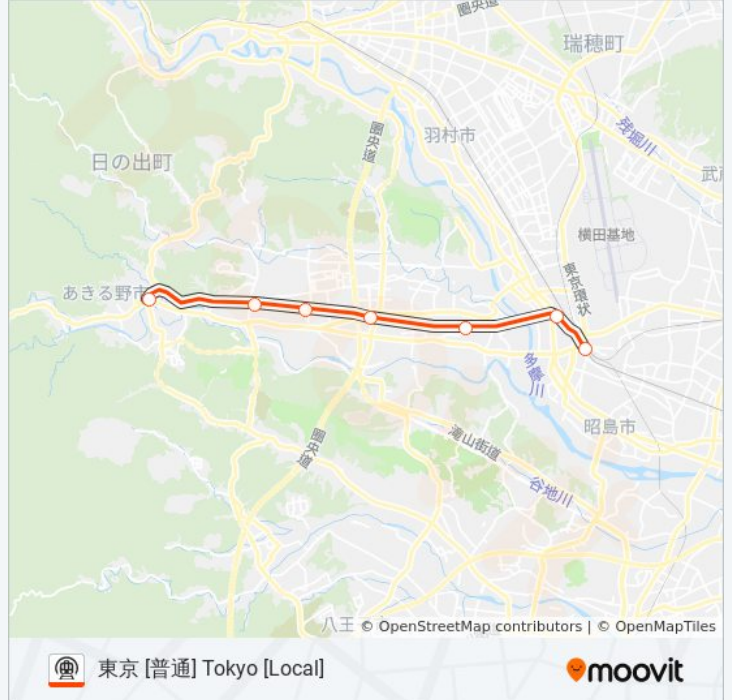 圏央道
瑞穂町
残堀川
圏央道
羽村市
日の出町
武
横田基地
東京環状
あきる野市
多摩川
昭島市
滝山街道
圏央道
谷地川
八王
© OpenStreetMap contributors | © OpenMapTiles
東京 [普通] Tokyo [Local]
moovit